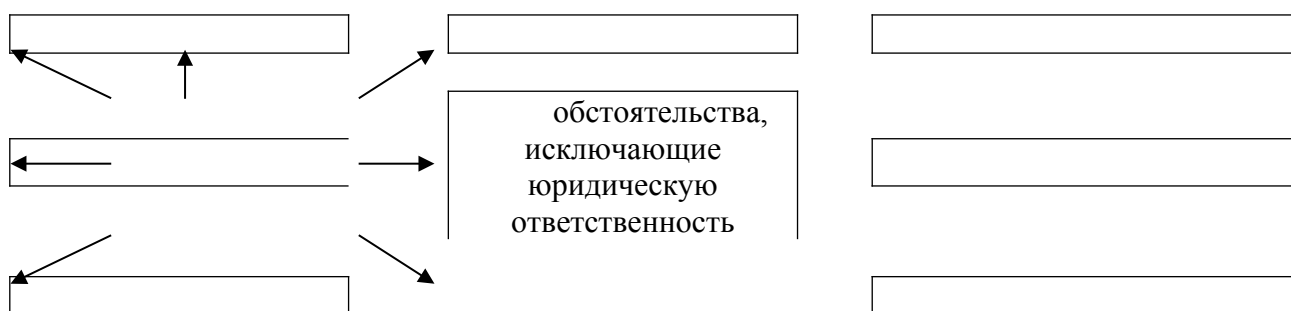 обстоятельства,
исключающие
юридическую
ответственность